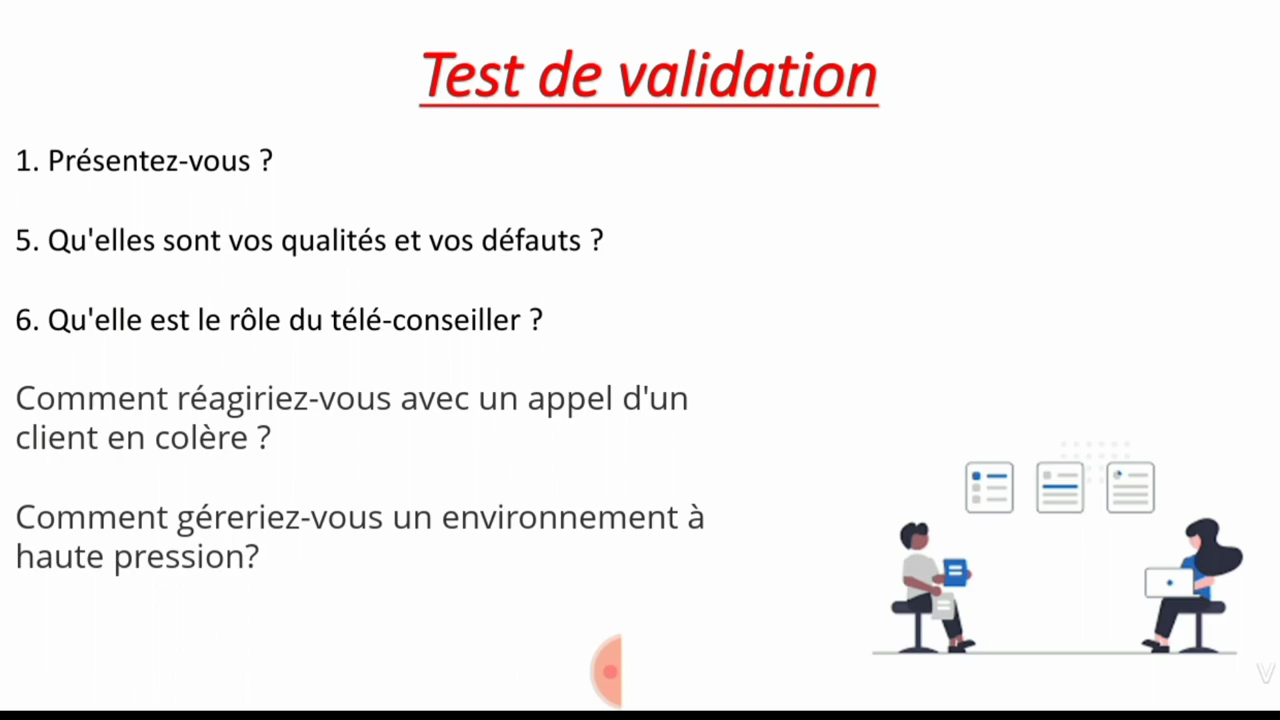 Test de validation
1. Présentez-vous ?
5. Qu'elles sont vos qualités et vos défauts ?
6. Qu'elle est le rôle du télé-conseiller ?
Comment réagiriez-vous avec un appel d'un
client en colère ?
Comment géreriez-vous un environnement à
haute pression?
V